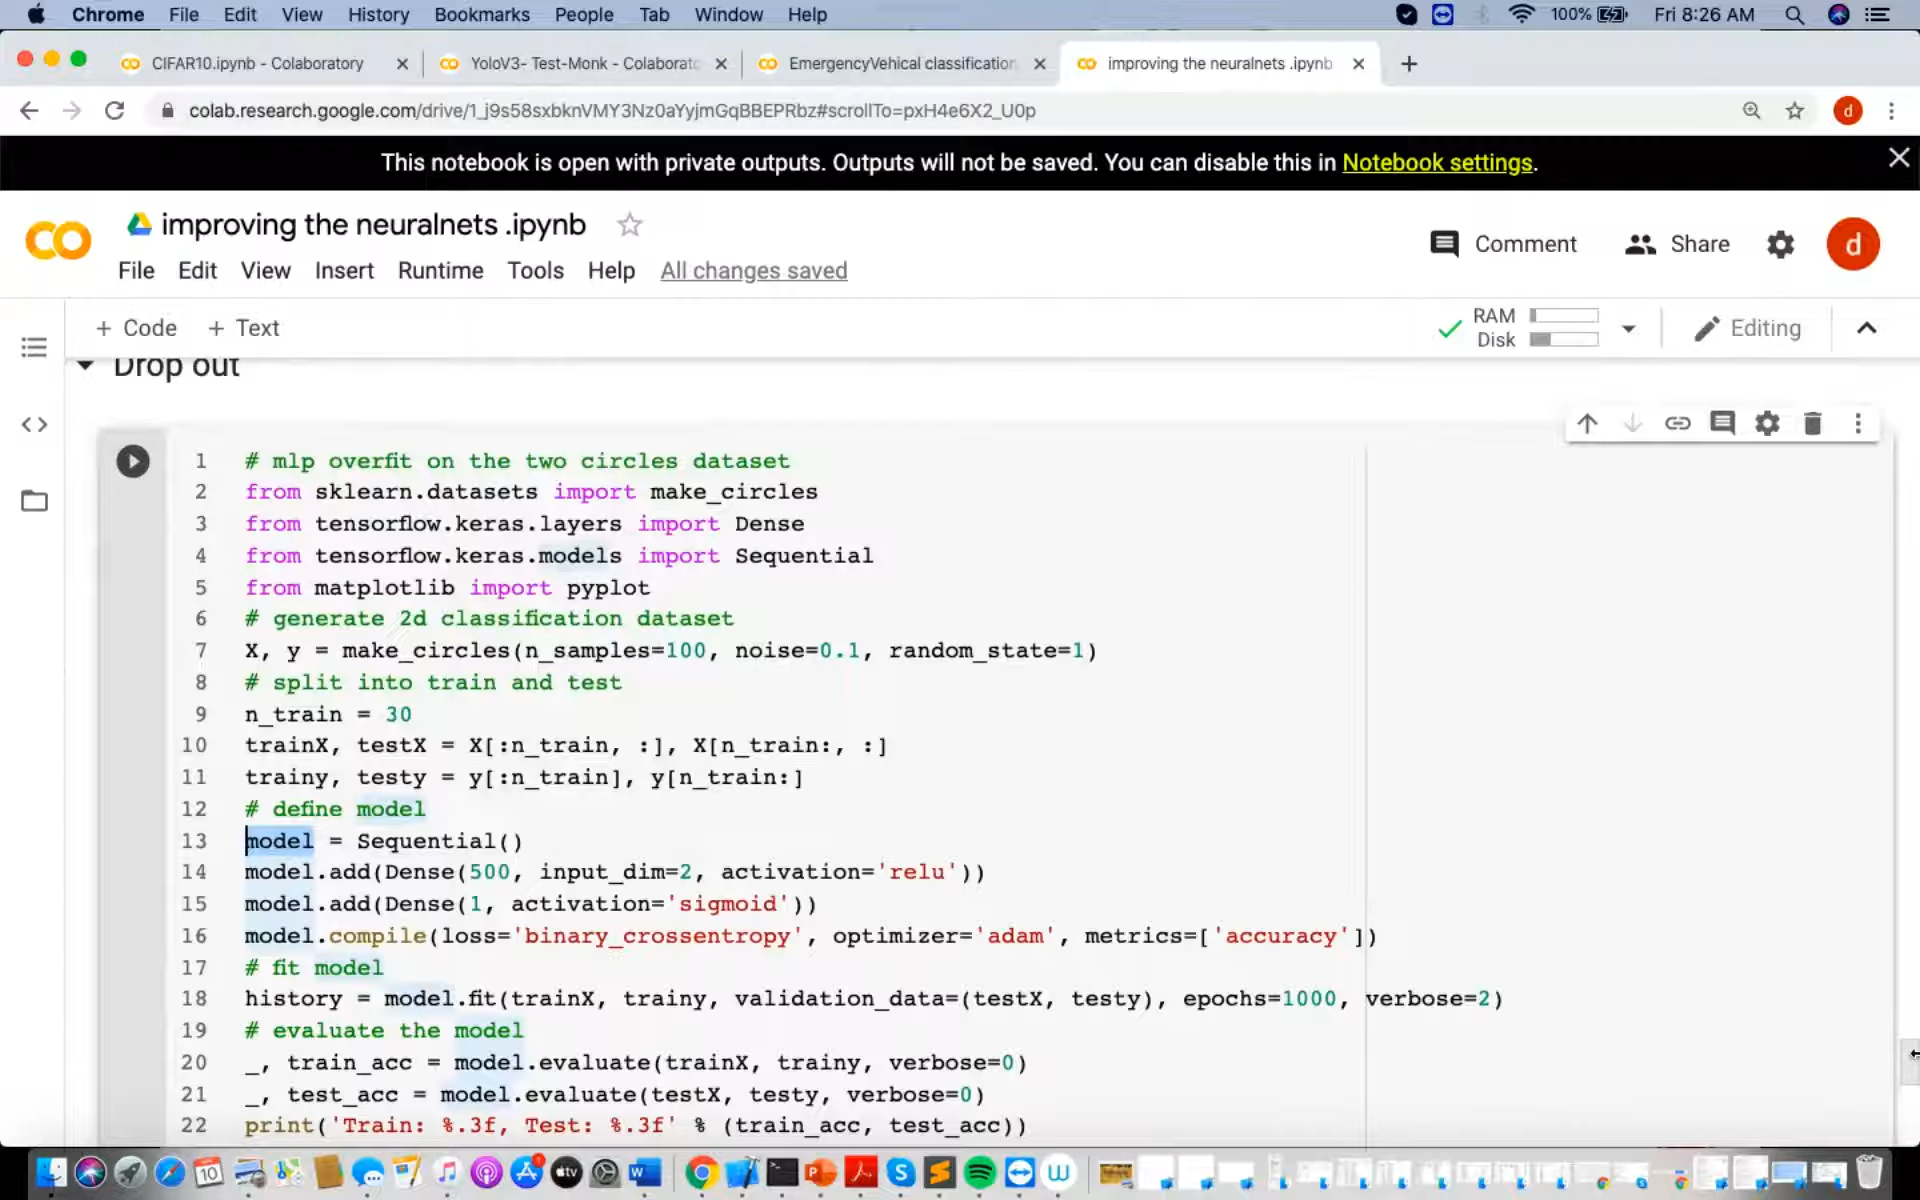 Chrome File Edit View History Bookmarks People Tab Window Help 100% Fri 8:26 AM
CIFAR10.ipynb - Colaboratory YoloV3- Test-Monk - Colaborato EmergencyVehical classification improving the neuralnets .ipynb
colab.research.google.com/drive/1_j9s58sxbknVMY3Nz0aYyjmGqBBEPRbz#scrollTo=pxH4e6X2_U0p d
This notebook is open with private outputs. Outputs will not be saved. You can disable this in Notebook settings.
improving the neuralnets .ipynb
Comment Share d
File Edit View Insert Runtime Tools Help All changes saved
+ Code + Text RAM Disk Editing
Drop out
1 # mlp overfit on the two circles dataset
2 from sklearn.datasets import make_circles
3 from tensorflow.keras.layers import Dense
4 from tensorflow.keras.models import Sequential
5 from matplotlib import pyplot
6 # generate 2d classification dataset
7 X, y = make_circles(n_samples=100, noise=0.1, random_state=1)
8 # split into train and test
9 n_train = 30
10 trainX, testX = X[:n_train, :], X[n_train:, :]
11 trainy, testy = y[:n_train], y[n_train:]
12 # define model
13 model = Sequential()
14 model.add(Dense(500, input_dim=2, activation='relu'))
15 model.add(Dense(1, activation='sigmoid'))
16 model.compile(loss='binary_crossentropy', optimizer='adam', metrics=['accuracy'])
17 # fit model
18 history = model.fit(trainX, trainy, validation_data=(testX, testy), epochs=1000, verbose=2)
19 # evaluate the model
20 _, train_acc = model.evaluate(trainX, trainy, verbose=0)
21 _, test_acc = model.evaluate(testX, testy, verbose=0)
22 print('Train: %.3f, Test: %.3f' % (train_acc, test_acc))
10 tv